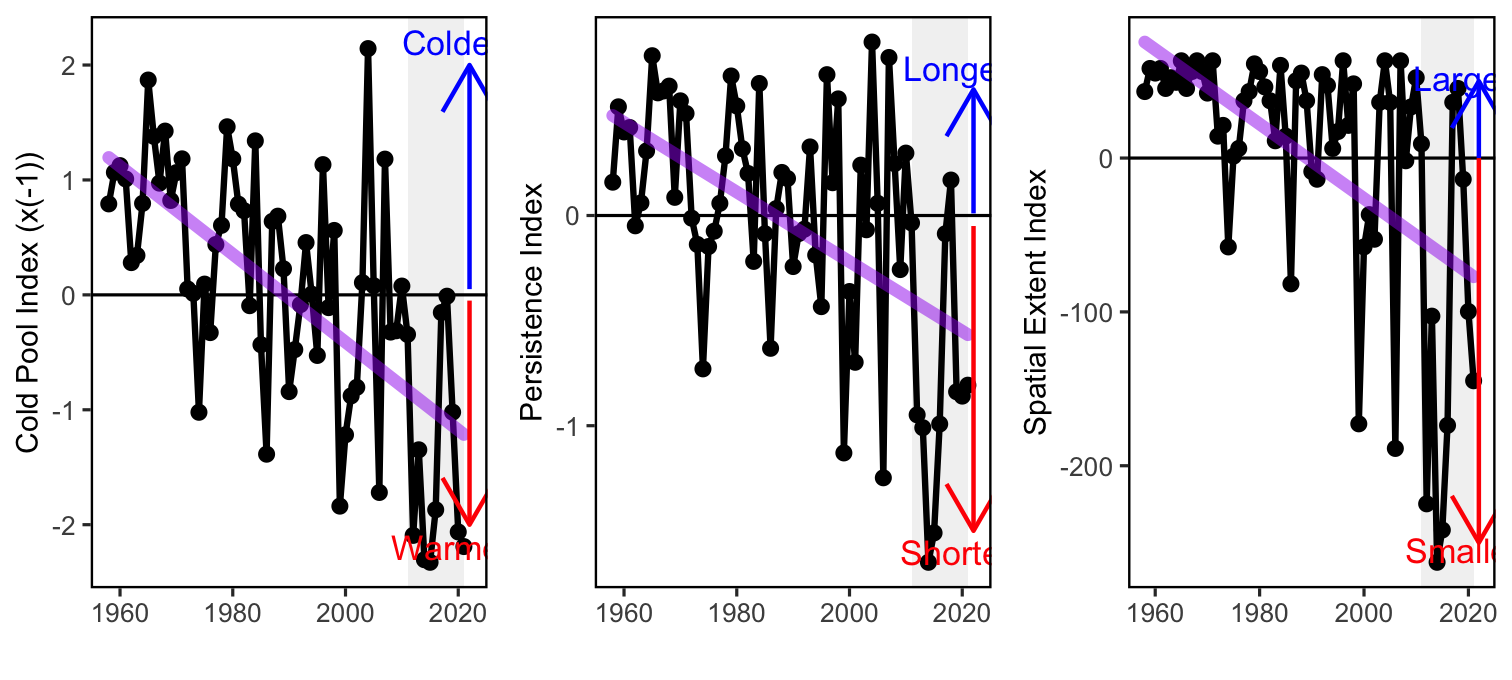 Cold Pool Index (x(-1))
2
1
0
-1
-2
1960 1980 2000 2020
Colde
Warme
Persistence Index
0
-1
1960 1980 2000 2020
Longe
Shorte
Spatial Extent Index
0
-100
-200
1960 1980 2000 2020
Large
Smalle